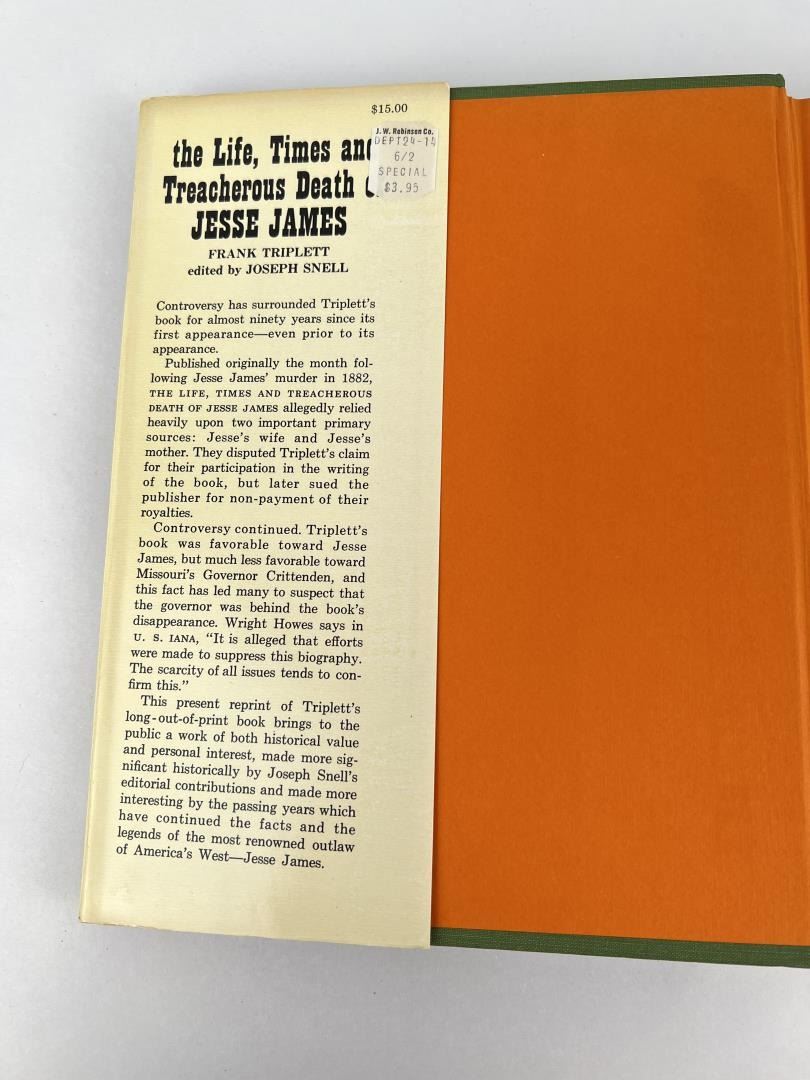 $15.00
J. W. Robinson Co.
DEPT24-14
6/2
SPECIAL
$3.95
the Life, Times and
Treacherous Death
JESSE JAMES
FRANK TRIPLETT
edited by JOSEPH SNELL
Controversy has surrounded Triplett's
book for almost ninety years since its
first appearance—even prior to its
appearance.
Published originally the month fol-
lowing Jesse James' murder in 1882,
THE LIFE, TIMES AND TREACHEROUS
DEATH OF JESSE JAMES allegedly relied
heavily upon two important primary
sources: Jesse's wife and Jesse's
mother. They disputed Triplett's claim
for their participation in the writing
of the book, but later sued the
publisher for non-payment of their
royalties.
Controversy continued. Triplett's
book was favorable toward Jesse
James, but much less favorable toward
Missouri's Governor Crittenden, and
this fact has led many to suspect that
the governor was behind the book's
disappearance. Wright Howes says in
U. S. IANA, "It is alleged that efforts
were made to suppress this biography.
The scarcity of all issues tends to con-
firm this."
This present reprint of Triplett's
long-out-of-print book brings to the
public a work of both historical value
and personal interest, made more sig-
nificant historically by Joseph Snell's
editorial contributions and made more
interesting by the passing years which
have continued the facts and the
legends of the most renowned outlaw
of America's West—Jesse James.